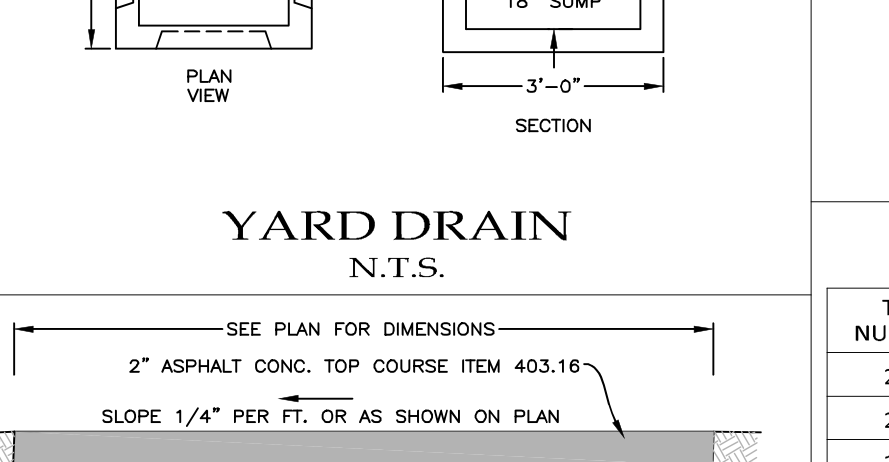 18" SUMP
PLAN
VIEW
3'-0"
SECTION
YARD DRAIN
N.T.S.
SEE PLAN FOR DIMENSIONS
2" ASPHALT CONC. TOP COURSE ITEM 403.16
SLOPE 1/4" PER FT. OR AS SHOWN ON PLAN